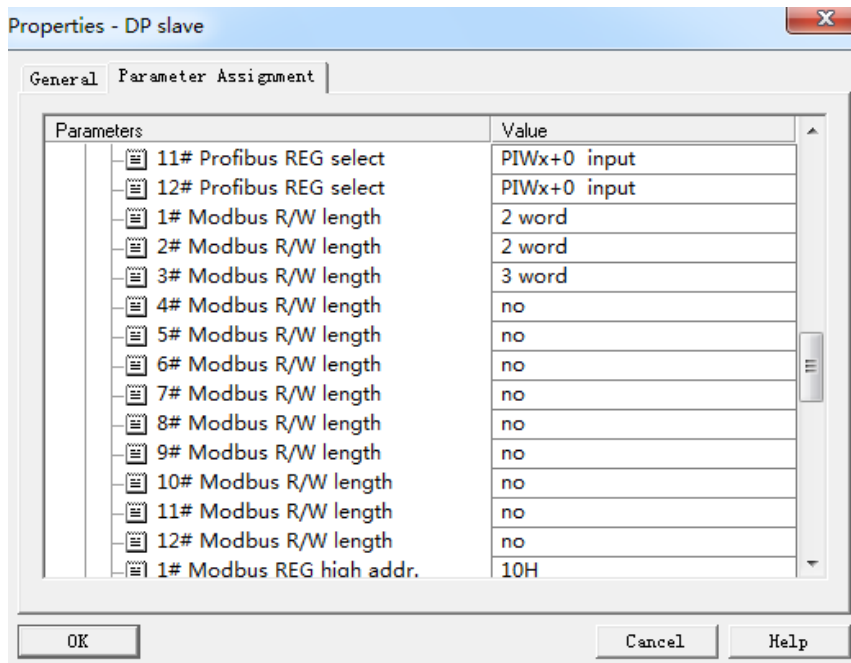 Properties - DP slave
General Parameter Assignment
Parameters Value
11# Profibus REG select PIWx+0 input
12# Profibus REG select PIWx+0 input
1# Modbus R/W length 2 word
2# Modbus R/W length 2 word
3# Modbus R/W length 3 word
4# Modbus R/W length no
5# Modbus R/W length no
6# Modbus R/W length no
7# Modbus R/W length no
8# Modbus R/W length no
9# Modbus R/W length no
10# Modbus R/W length no
11# Modbus R/W length no
12# Modbus R/W length no
1# Modbus REG high addr. 10H
OK Cancel Help